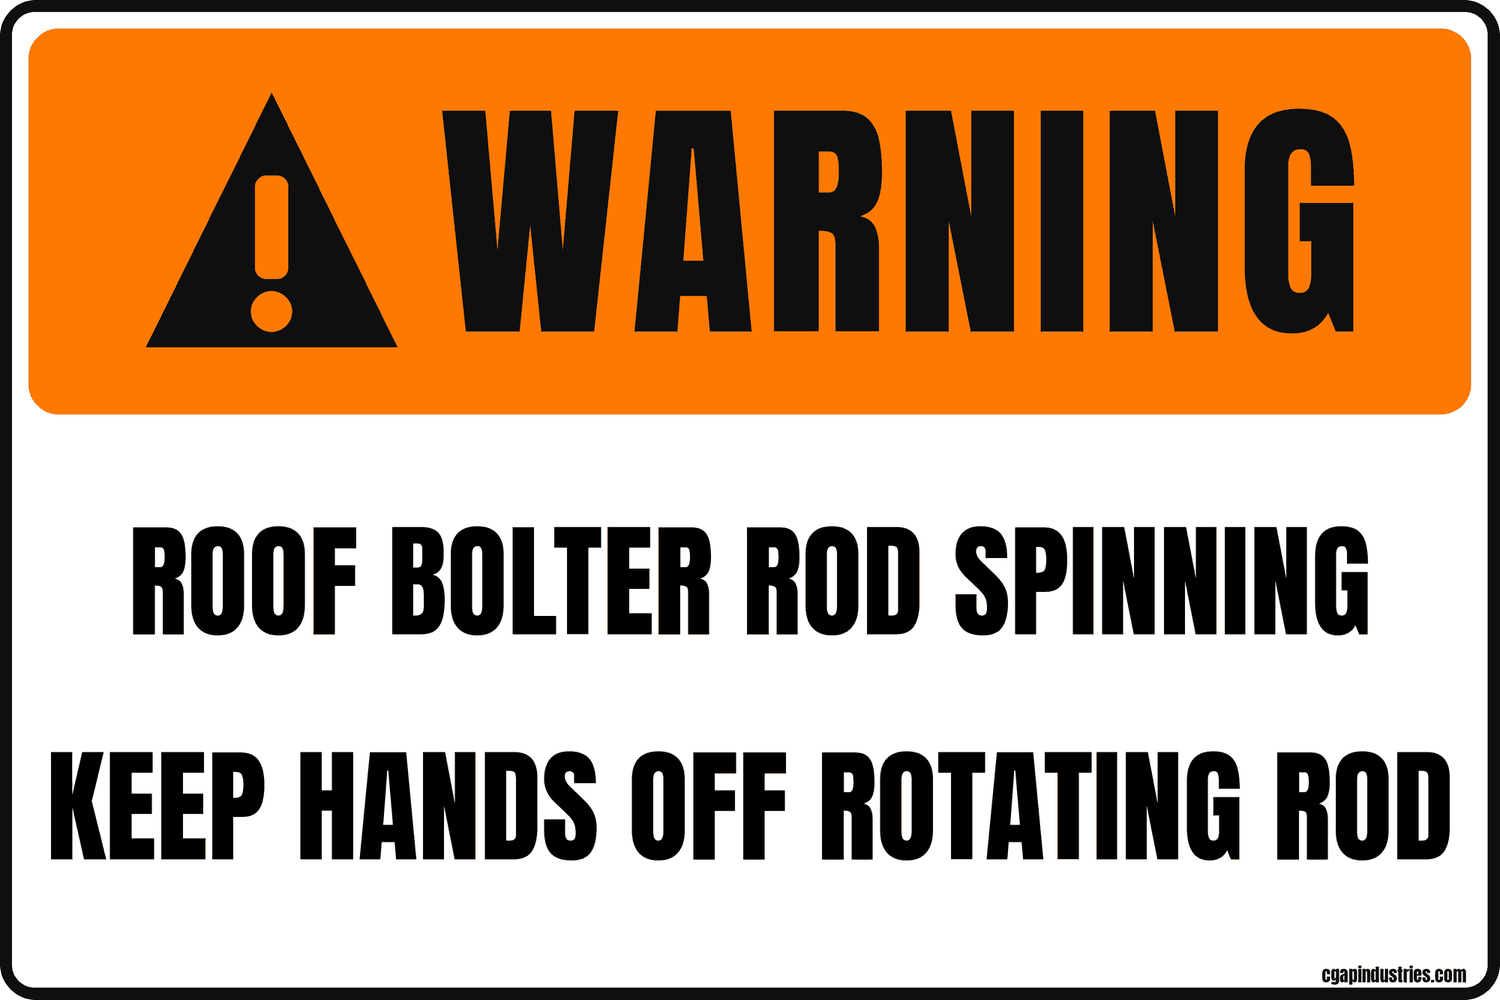 WARNING
ROOF BOLTER ROD SPINNING
KEEP HANDS OFF ROTATING ROD
cgapindustries.com